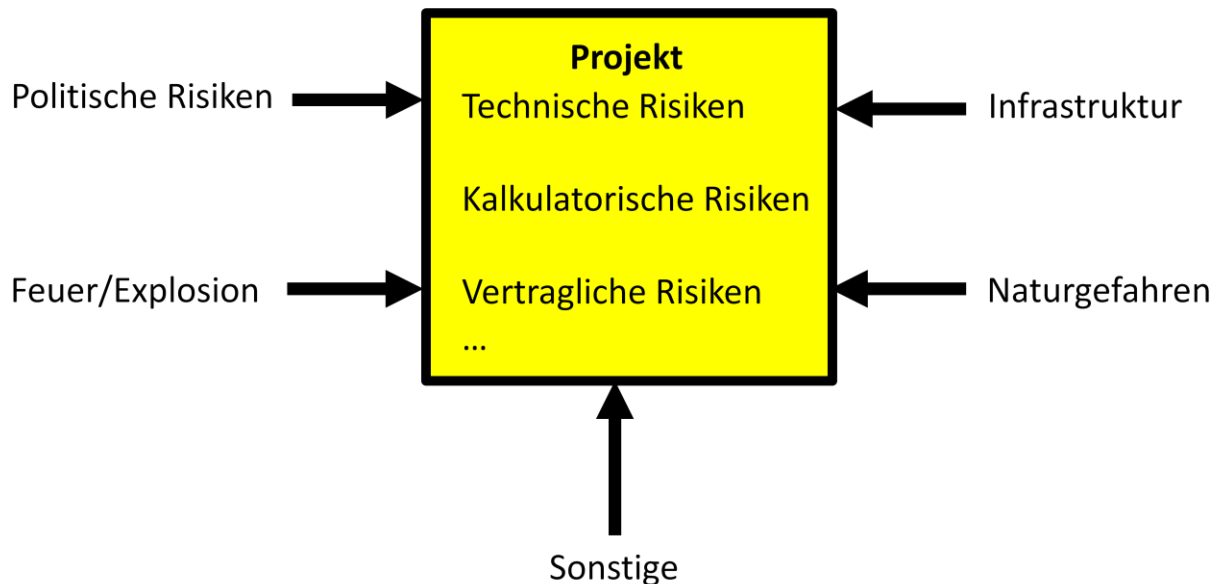 Projekt
Politische Risiken
Technische Risiken
Infrastruktur
Kalkulatorische Risiken
Feuer/Explosion
Vertragliche Risiken
Naturgefahren
...
Sonstige